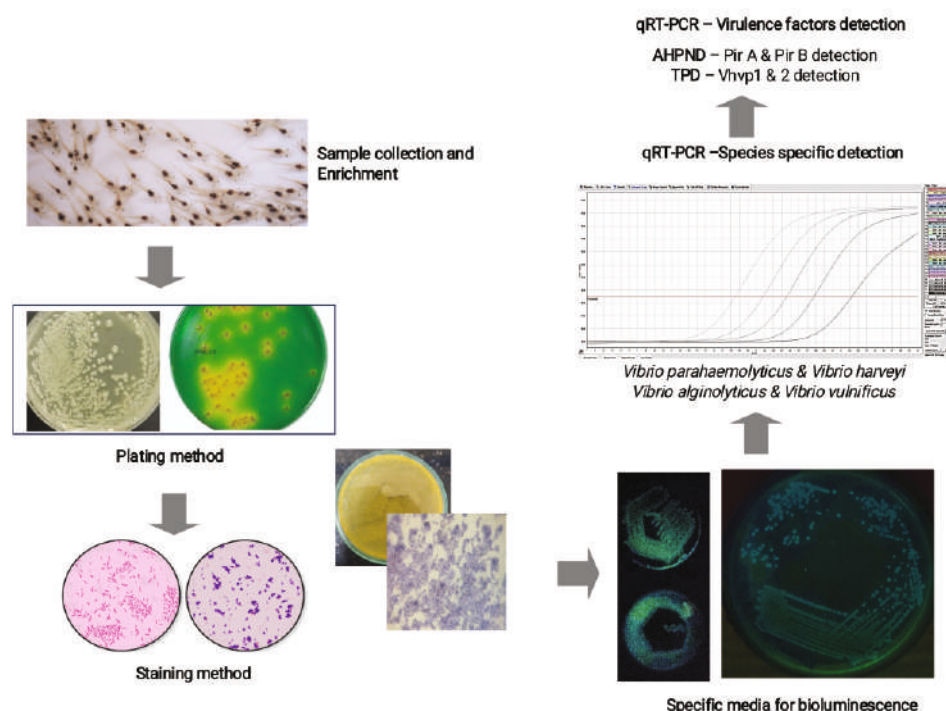 Sample collection and
Enrichment
Plating method
Staining method
Specific media for bioluminescence
Vibrio parahaemolyticus & Vibrio harveyi
Vibrio alginolyticus & Vibrio vulnificus
qRT-PCR –Species specific detection
qRT-PCR – Virulence factors detection
AHPND – Pir A & Pir B detection
TPD – Vhvp1 & 2 detection